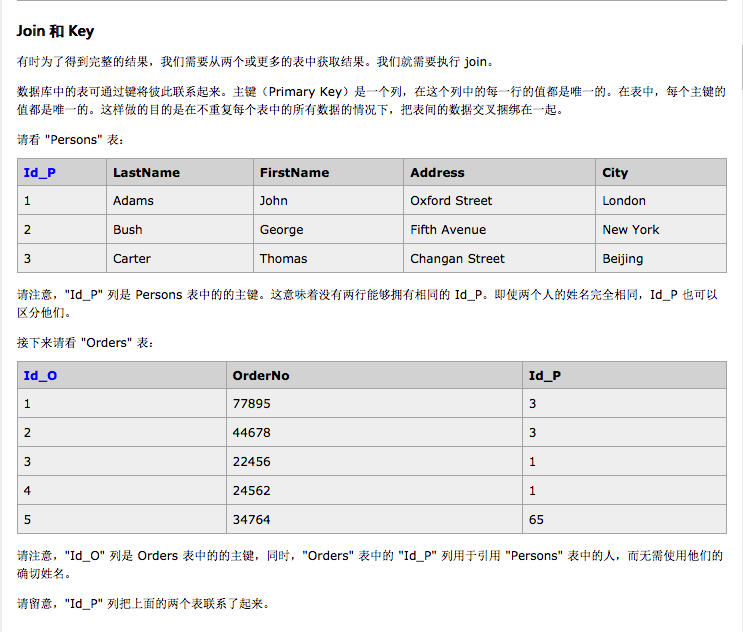 Join 和 Key
有时为了得到完整的结果，我们需要从两个或更多的表中获取结果。我们就需要执行 join。
数据库中的表可通过键将彼此联系起来。主键（Primary Key）是一个列，在这个列中的每一行的值都是唯一的。在表中，每个主键的
值都是唯一的。这样做的目的是在不重复每个表中的所有数据的情况下，把表间的数据交叉捆绑在一起。
请看 "Persons" 表：
Id_P LastName FirstName Address City
1 Adams John Oxford Street London
2 Bush George Fifth Avenue New York
3 Carter Thomas Changan Street Beijing
请注意，"Id_P" 列是 Persons 表中的的主键。这意味着没有两行能够拥有相同的 Id_P。即使两个人的姓名完全相同，Id_P 也可以
区分他们。
接下来请看 "Orders" 表：
Id_O OrderNo Id_P
1 77895 3
2 44678 3
3 22456 1
4 24562 1
5 34764 65
请注意，"Id_O" 列是 Orders 表中的的主键，同时，"Orders" 表中的 "Id_P" 列用于引用 "Persons" 表中的人，而无需使用他们的
确切姓名。
请留意，"Id_P" 列把上面的两个表联系了起来。